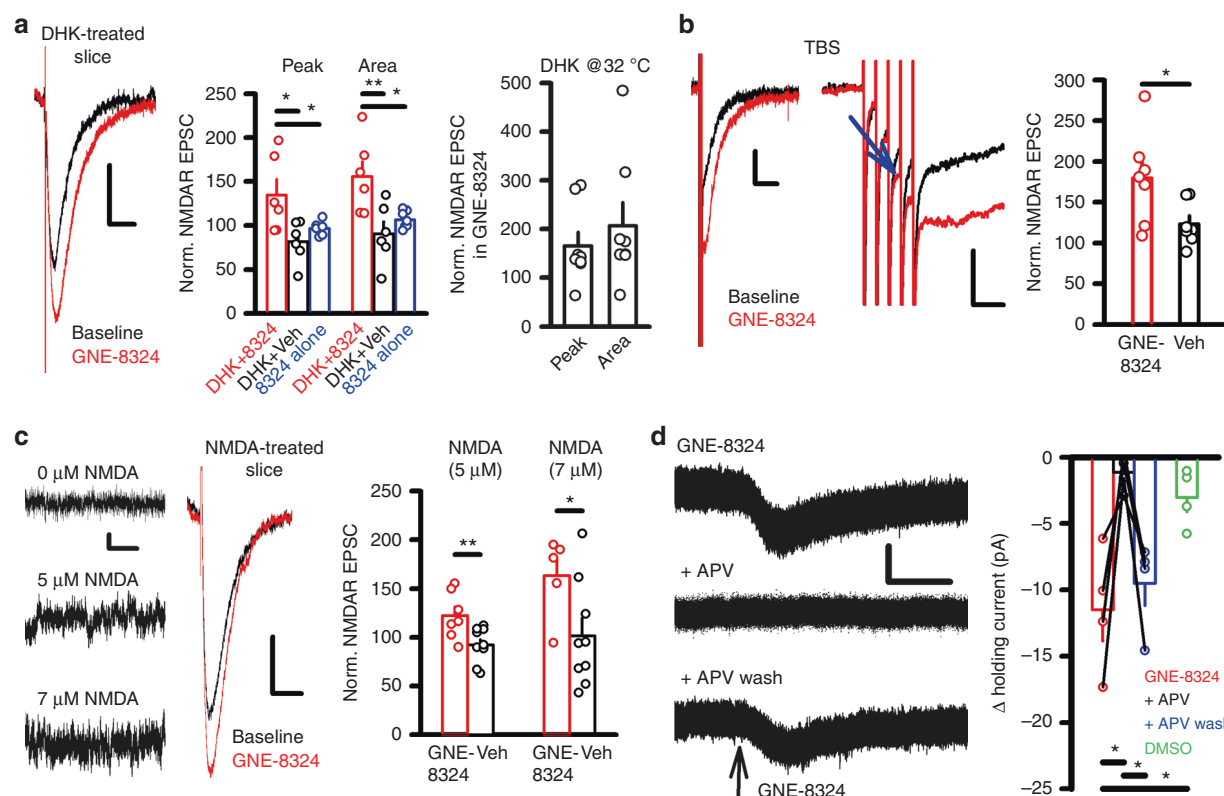 a
DHK-treated
slice
Baseline
GNE-8324
Peak Area
* * ** *
Norm. NMDAR EPSC
250
200
150
100
50
0
DHK+8324
DHK+Veh
8324 alone
DHK+8324
DHK+Veh
8324 alone
DHK @32 °C
Norm. NMDAR EPSC
in GNE-8324
500
400
300
200
100
0
Peak
Area
b
TBS
Baseline
GNE-8324
Norm. NMDAR EPSC
300
250
200
150
100
50
0
*
GNE- Veh
8324
c
0 µM NMDA
5 µM NMDA
7 µM NMDA
NMDA-treated
slice
Baseline
GNE-8324
NMDA NMDA
(5 µM) (7 µM)
Norm. NMDAR EPSC
250
200
150
100
50
0
** *
GNE-Veh GNE-Veh
8324 8324
d
GNE-8324
+ APV
+ APV wash
GNE-8324
Δ holding current (pA)
0
−5
−10
−15
−20
−25
GNE-8324
+ APV
+ APV wash
DMSO
* * *